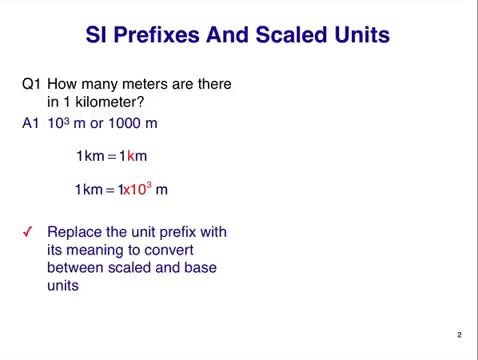 SI Prefixes And Scaled Units
Q1 How many meters are there
in 1 kilometer?
A1 10³ m or 1000 m
1km = 1km
1km = 1x10³ m
✓ Replace the unit prefix with
its meaning to convert
between scaled and base
units
2